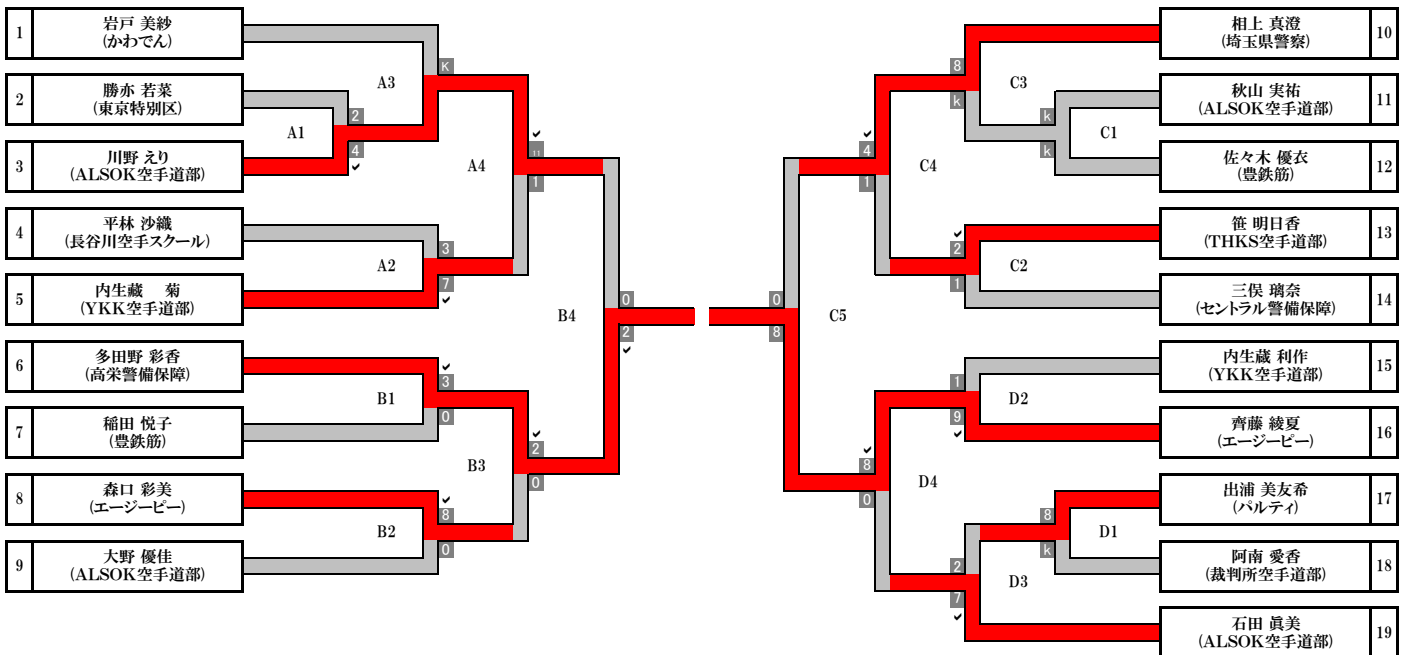 1
岩戸 美紗
(かわでん)
2
勝亦 若菜
(東京特別区)
3
川野 えり
(ALSOK空手道部)
4
平林 沙織
(長谷川空手スクール)
5
内生蔵 菊
(YKK空手道部)
6
多田野 彩香
(高栄警備保障)
7
稲田 悦子
(豊鉄筋)
8
森口 彩美
(エージーピー)
9
大野 優佳
(ALSOK空手道部)
A3
K
A1
2
4
A4
11
1
A2
3
7
B4
0
2
B1
3
0
B3
2
0
B2
8
0
相上 真澄
(埼玉県警察)
10
秋山 実祐
(ALSOK空手道部)
11
佐々木 優衣
(豊鉄筋)
12
笹 明日香
(THKS空手道部)
13
三俣 璃奈
(セントラル警備保障)
14
内生蔵 利作
(YKK空手道部)
15
齊藤 綾夏
(エージーピー)
16
出浦 美友希
(パルティ)
17
阿南 愛香
(裁判所空手道部)
18
石田 眞美
(ALSOK空手道部)
19
8
k
C3
k
k
C1
4
1
C4
2
1
C2
0
8
C5
1
9
D2
8
0
D4
8
k
D1
2
7
D3